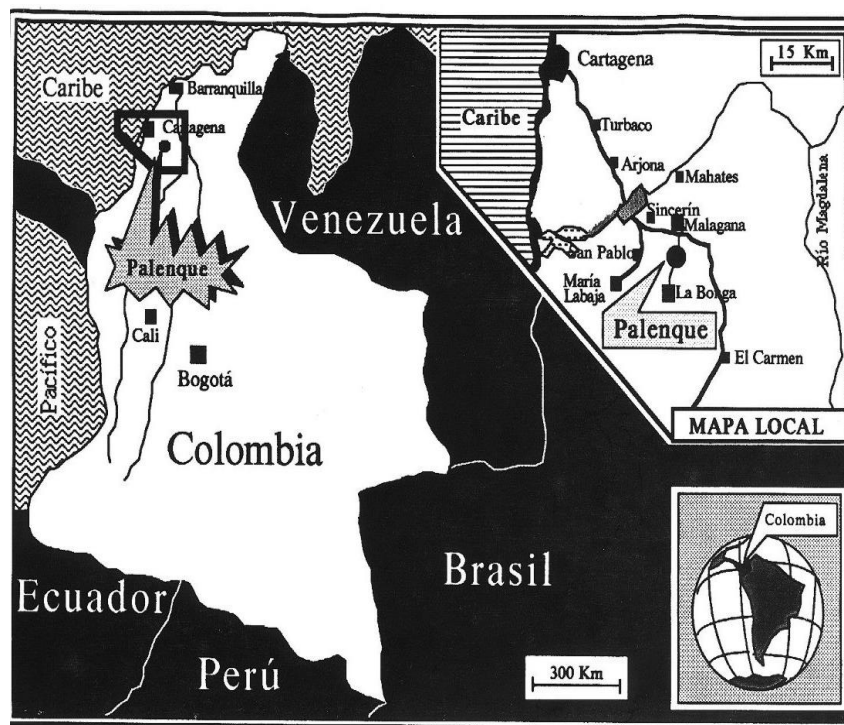 Caribe
Barranquilla
Cartagena
Venezuela
Palenque
Cali
Bogotá
Pacífico
Colombia
Ecuador
Perú
Brasil
300 Km
Cartagena
15 Km
Caribe
Turbaco
Arjona
Mahates
Sincerín
Malagana
Río Magdalena
San Pablo
María
Labaja
La Bonga
Palenque
El Carmen
MAPA LOCAL
Colombia